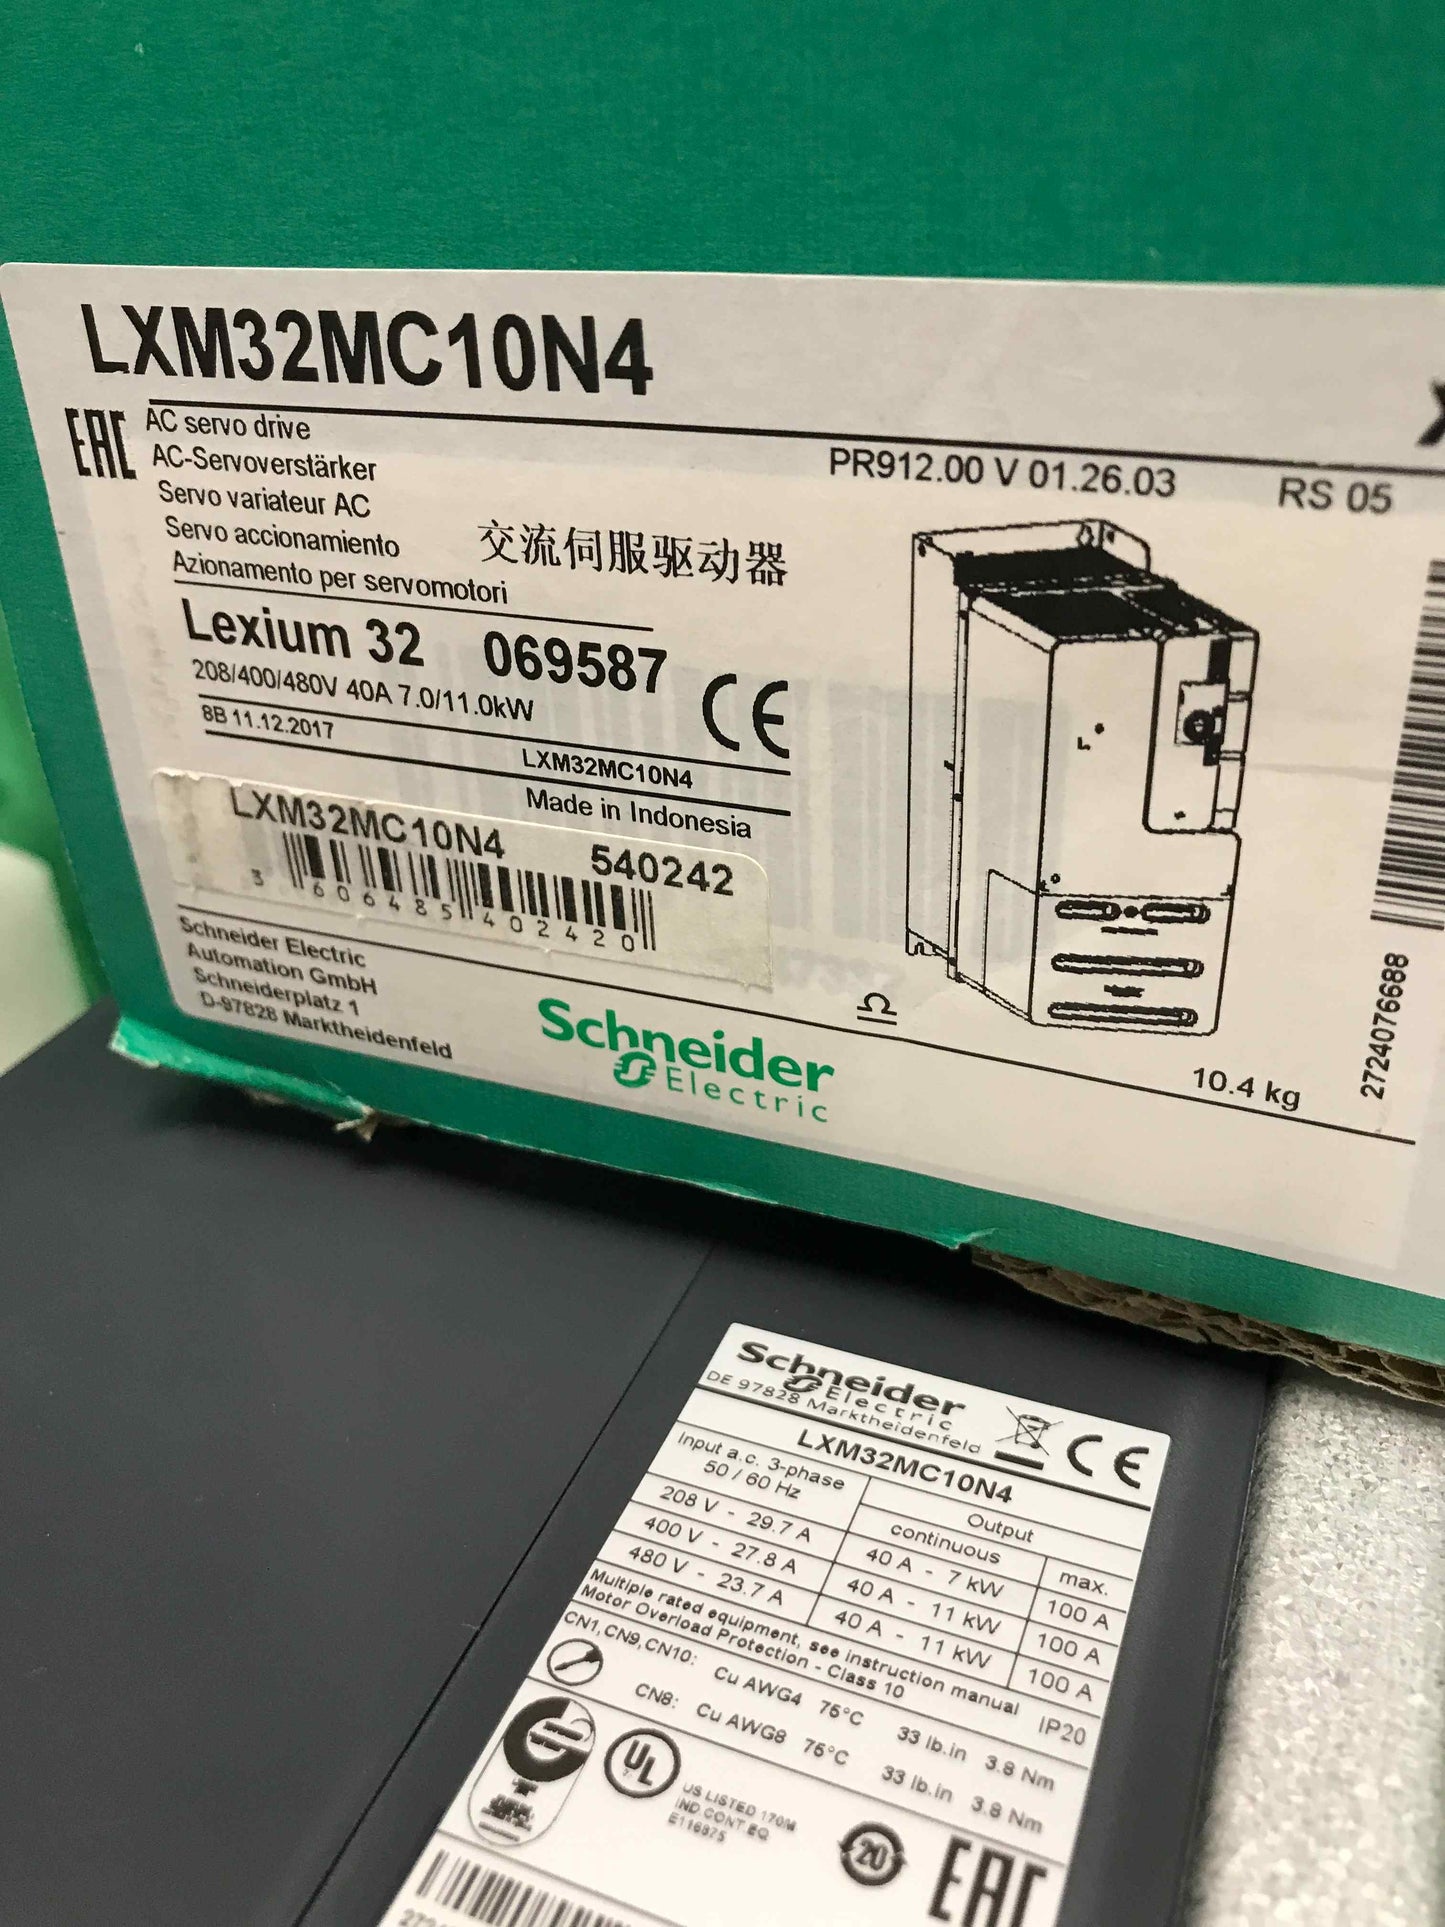 LXM32MC10N4
EAC
AC servo drive
AC-Servoverstärker
Servo variateur AC
Servo accionamiento
Azionamento per servomotori
交流伺服驱动器
PR912.00 V 01.26.03
RS 05
Lexium 32 069587
208/400/480V 40A 7.0/11.0kW
CE
8B 11.12.2017
LXM32MC10N4
Made in Indonesia
LXM32MC10N4 540242
3 606485 402420
Schneider Electric
Automation GmbH
Schneiderplatz 1
D-97828 Marktheidenfeld
Schneider
Electric
10.4 kg
2724076688
Schneider
Electric
DE 97828 Marktheidenfeld
CE
LXM32MC10N4
Input a.c. 3-phase
50 / 60 Hz
Output
continuous max.
208 V - 29.7 A 40 A - 7 kW 100 A
400 V - 27.8 A 40 A - 11 kW 100 A
480 V - 23.7 A 40 A - 11 kW 100 A
Multiple rated equipment, see instruction manual
Motor Overload Protection - Class 10 IP20
CN1, CN9, CN10: Cu AWG4 75°C 33 lb.in 3.8 Nm
CN8: Cu AWG8 75°C 33 lb.in 3.8 Nm
UL
US LISTED 170M
IND.CONT.EQ
E116875
20
EAC